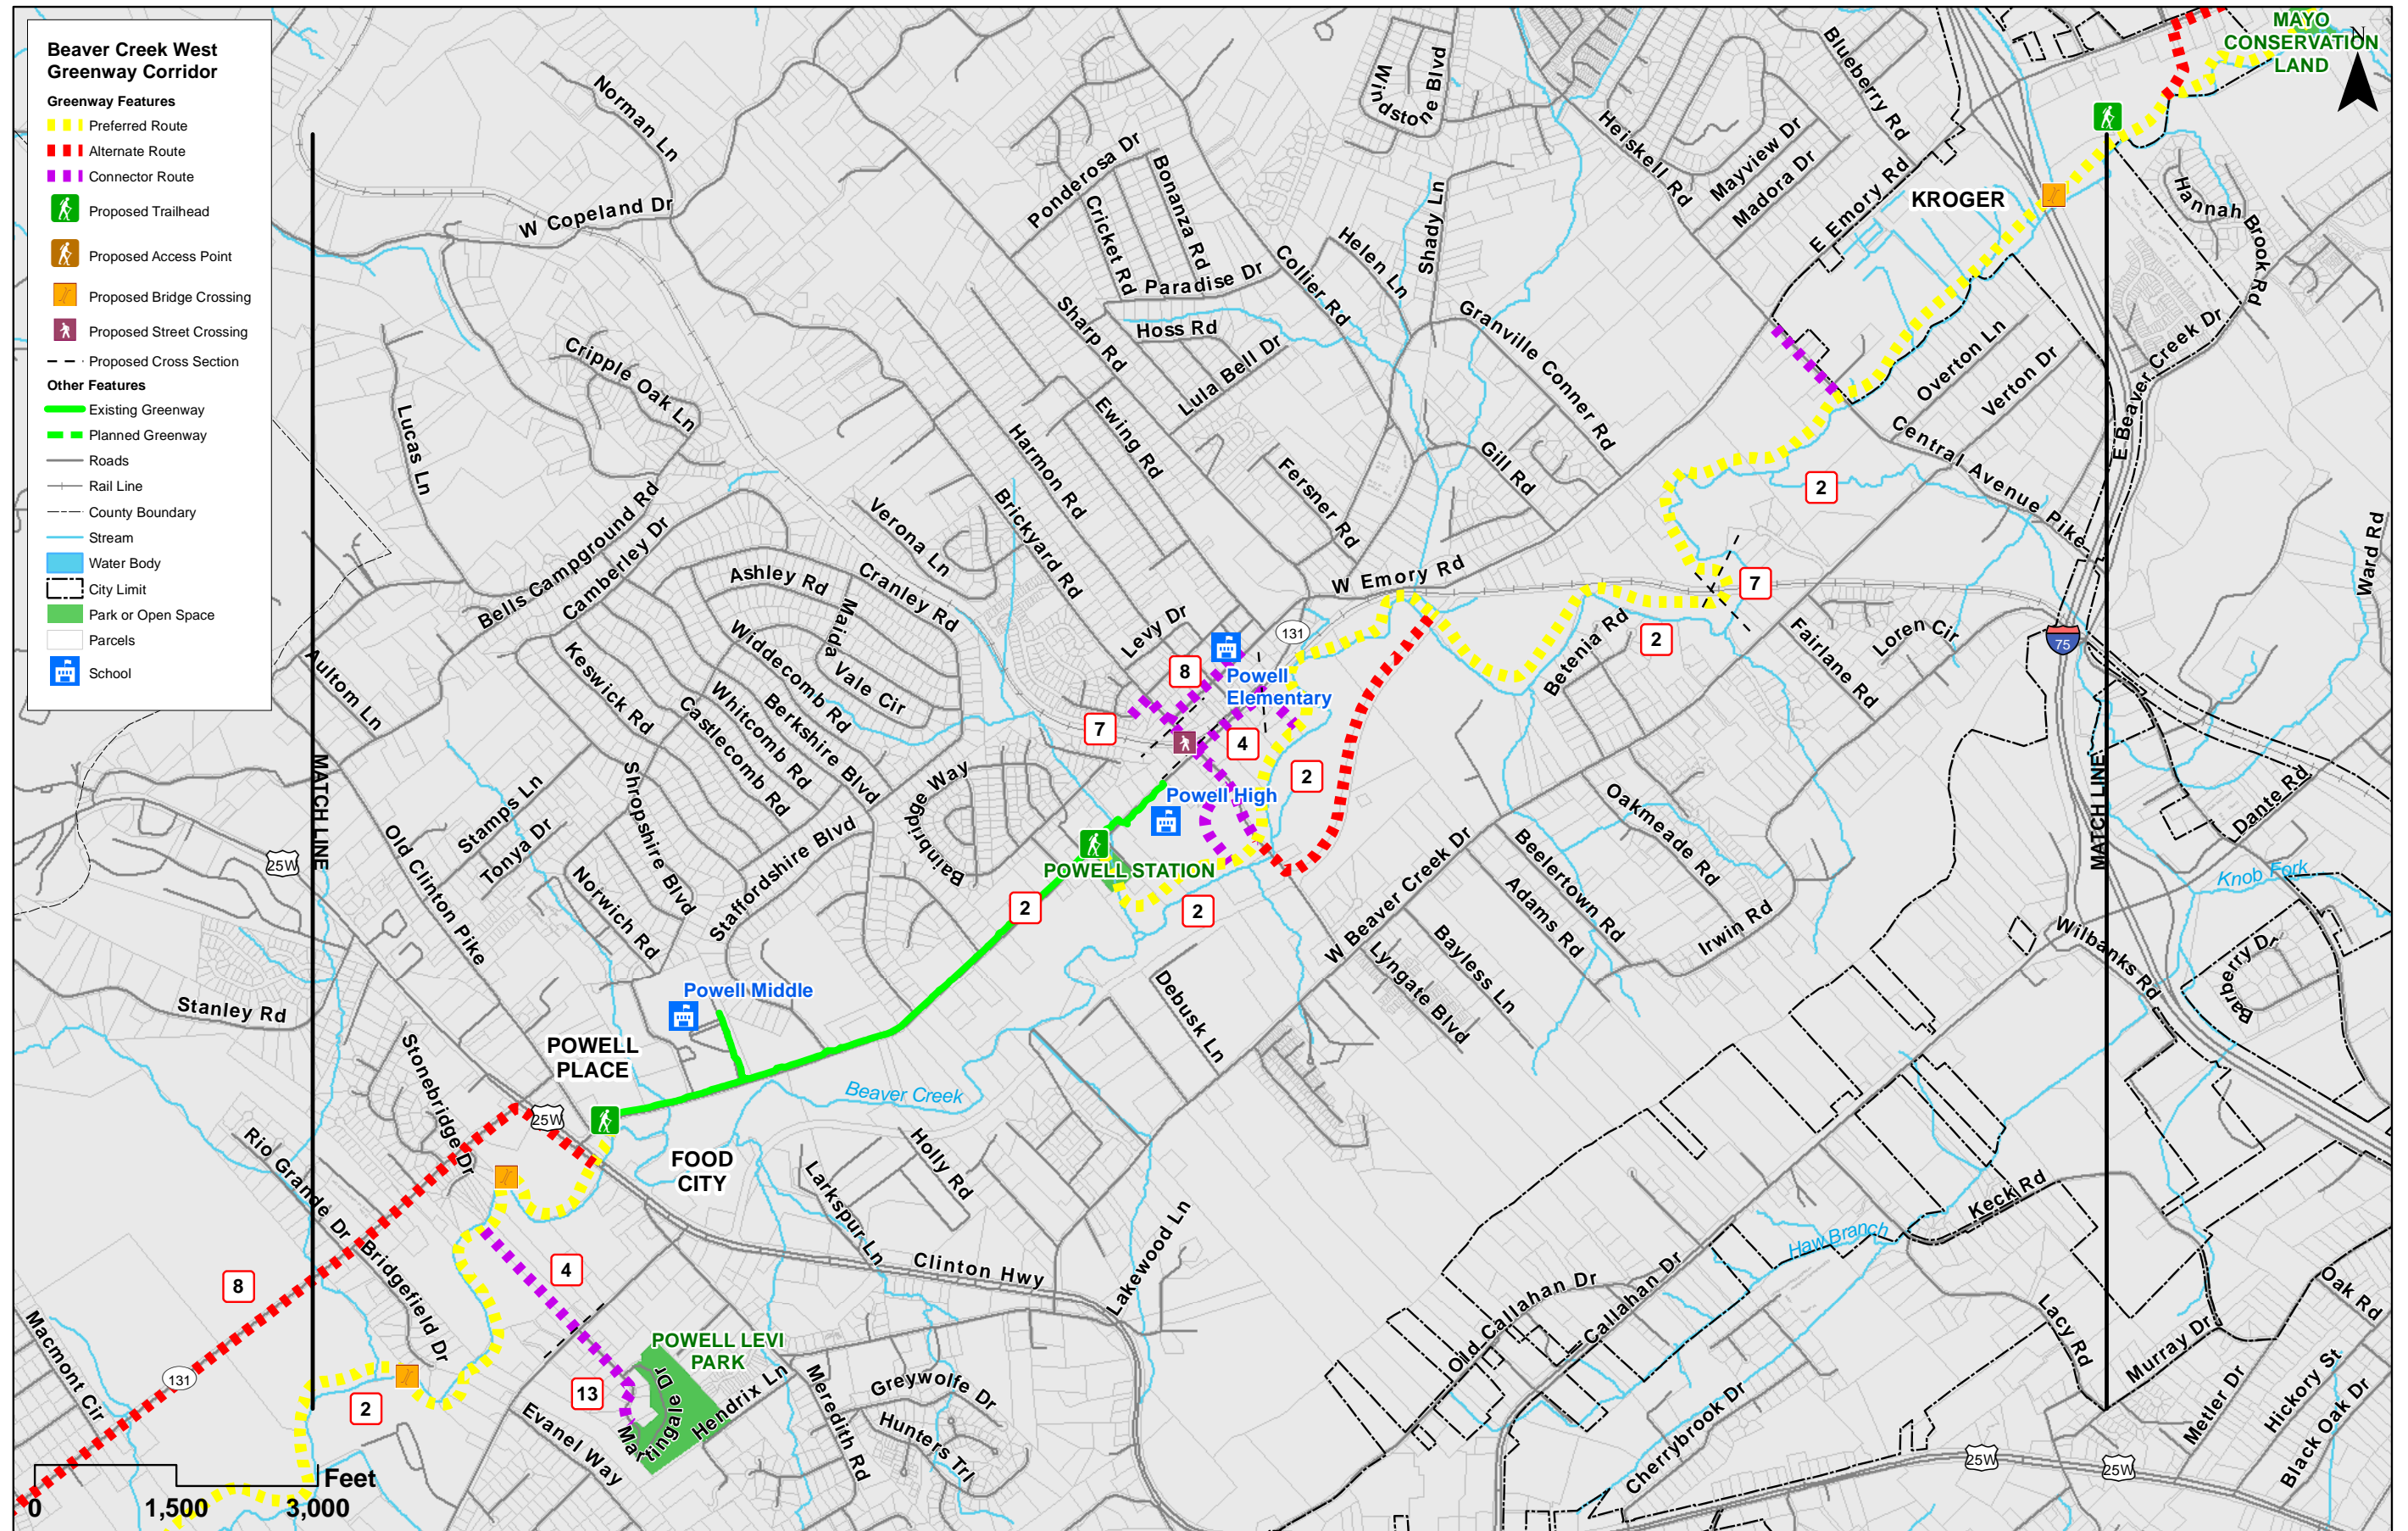 Beaver Creek West
Greenway Corridor
Greenway Features
Preferred Route
Alternate Route
Connector Route
Proposed Trailhead
Proposed Access Point
Proposed Bridge Crossing
Proposed Street Crossing
Proposed Cross Section
Other Features
Existing Greenway
Planned Greenway
Roads
Rail Line
County Boundary
Stream
Water Body
City Limit
Park or Open Space
Parcels
School
MAYO
CONSERVATION
LAND
N
Norman Ln
W Copeland Dr
Windstone Blvd
Ponderosa Dr
Bonanza Rd
Cricket Rd
Paradise Dr
Hoss Rd
Lula Bell Dr
Sharp Rd
Collier Rd
Helen Ln
Shady Ln
Heiskell Rd
Blueberry Rd
Mayview Dr
Madora Dr
E Emory Rd
KROGER
Hannah Brook Rd
Granville Conner Rd
Gill Rd
Overton Ln
Verton Dr
E Beaver Creek Dr
Central Avenue Pike
Cripple Oak Ln
Lucas Ln
Harmon Rd
Ewing Rd
Fersner Rd
Brickyard Rd
Verona Ln
Bells Campground Rd
Camberley Dr
Ashley Rd
Cranley Rd
Maida Vale Cir
W Emory Rd
Levy Dr
131
8
7
4
2
Powell
Elementary
2
7
2
Betenia Rd
Fairlane Rd
Loren Cir
75
Ward Rd
Aultom Ln
Keswick Rd
Widdecomb Rd
Berkshire Blvd
Whitcomb Rd
Castlecomb Rd
MATCH LINE
MATCH LINE
Stamps Ln
Tonya Dr
Shropshire Blvd
Norwich Rd
Staffordshire Blvd
Bainbridge Way
Powell High
POWELL STATION
2
2
25W
Old Clinton Pike
Oakmeade Rd
Beelertown Rd
Adams Rd
Bayless Ln
Lyngate Blvd
W Beaver Creek Dr
Irwin Rd
Debusk Ln
Dante Rd
Knob Fork
Wilbanks Rd
Barberry Dr
Stanley Rd
Powell Middle
POWELL
PLACE
Beaver Creek
Stonebridge Dr
25W
FOOD
CITY
Holly Rd
Larkspur Ln
Lakewood Ln
Clinton Hwy
Rio Grande Dr
Bridgefield Dr
8
4
13
2
131
Macmont Cir
POWELL LEVI
PARK
Martingale Dr
Hendrix Ln
Evanel Way
Meredith Rd
Greywolfe Dr
Hunters Trl
Old Callahan Dr
Callahan Dr
Haw Branch
Keck Rd
Lacy Rd
Murray Dr
Oak Rd
Metler Dr
Hickory St
Black Oak Dr
Cherrybrook Dr
25W
25W
Feet
0
1,500
3,000